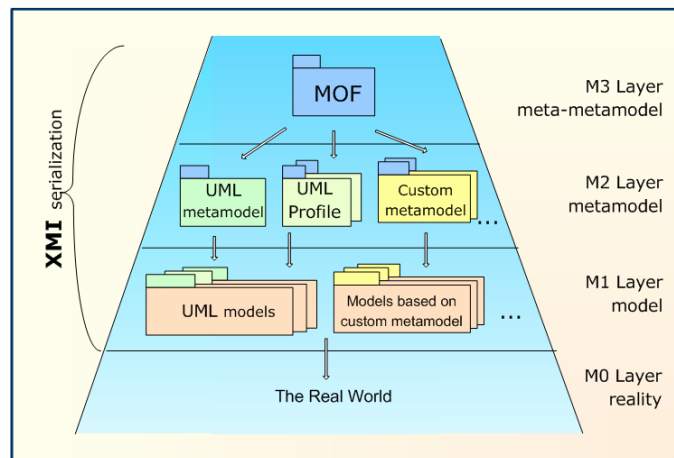 MOF
M3 Layer
meta-metamodel
XMI serialization
UML
metamodel
UML
Profile
Custom
metamodel
...
M2 Layer
metamodel
UML models
Models based on
custom metamodel
...
M1 Layer
model
The Real World
M0 Layer
reality